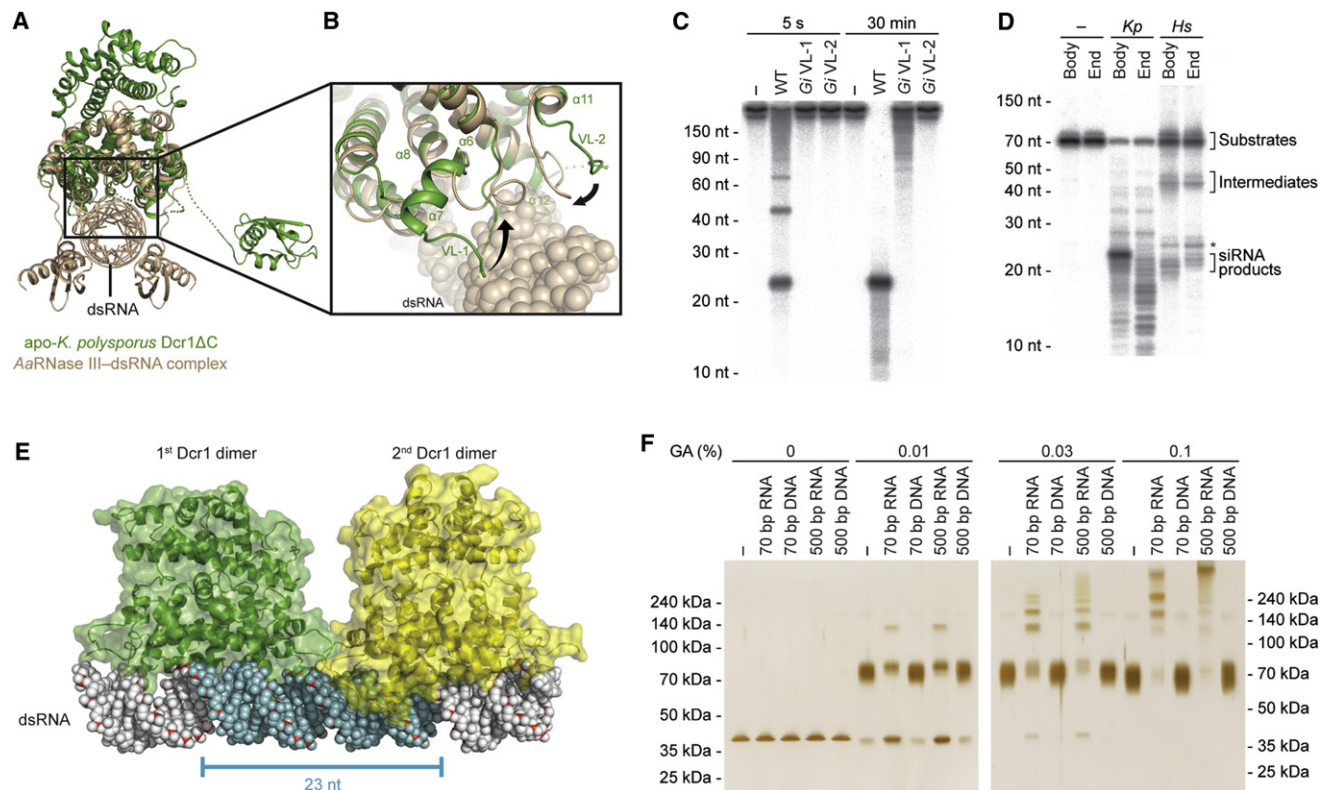 A
dsRNA
apo-K. polysporus Dcr1ΔC
AaRNase III–dsRNA complex
B
α11
VL-2
α6
α8
α7
α12
VL-1
dsRNA
C
5 s
30 min
–
WT
Gi VL-1
Gi VL-2
–
WT
Gi VL-1
Gi VL-2
150 nt -
90 nt -
60 nt -
40 nt -
30 nt -
20 nt -
10 nt -
D
–
Kp
Hs
Body
End
Body
End
Body
End
150 nt -
70 nt -
50 nt -
40 nt -
30 nt -
20 nt -
10 nt -
Substrates
Intermediates
*
siRNA
products
E
1st Dcr1 dimer
2nd Dcr1 dimer
dsRNA
23 nt
F
GA (%)
0
0.01
0.03
0.1
–
70 bp RNA
70 bp DNA
500 bp RNA
500 bp DNA
–
70 bp RNA
70 bp DNA
500 bp RNA
500 bp DNA
–
70 bp RNA
70 bp DNA
500 bp RNA
500 bp DNA
–
70 bp RNA
70 bp DNA
500 bp RNA
500 bp DNA
240 kDa -
140 kDa -
100 kDa -
70 kDa -
50 kDa -
35 kDa -
25 kDa -
- 240 kDa
- 140 kDa
- 100 kDa
- 70 kDa
- 50 kDa
- 35 kDa
- 25 kDa